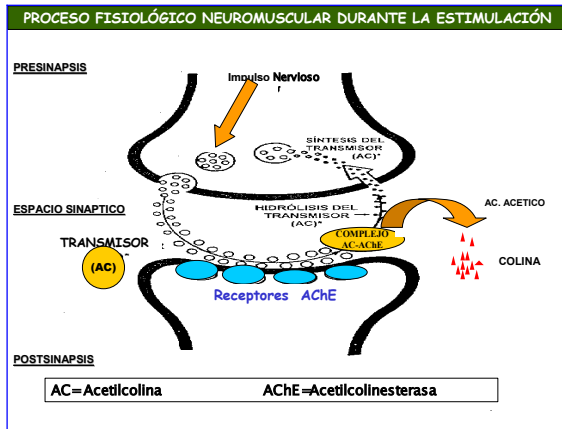 PROCESO FISIOLÓGICO NEUROMUSCULAR DURANTE LA ESTIMULACIÓN
PRESINAPSIS
Impulso Nervioso
SÍNTESIS DEL
TRANSMISOR
(AC)*
ESPACIO SINAPTICO
HIDRÓLISIS DEL
TRANSMISOR
(AC)*
AC. ACETICO
COMPLEJO
AC-AChE
TRANSMISOR
(AC)
COLINA
Receptores AChE
POSTSINAPSIS
AC=Acetilcolina AChE=Acetilcolinesterasa